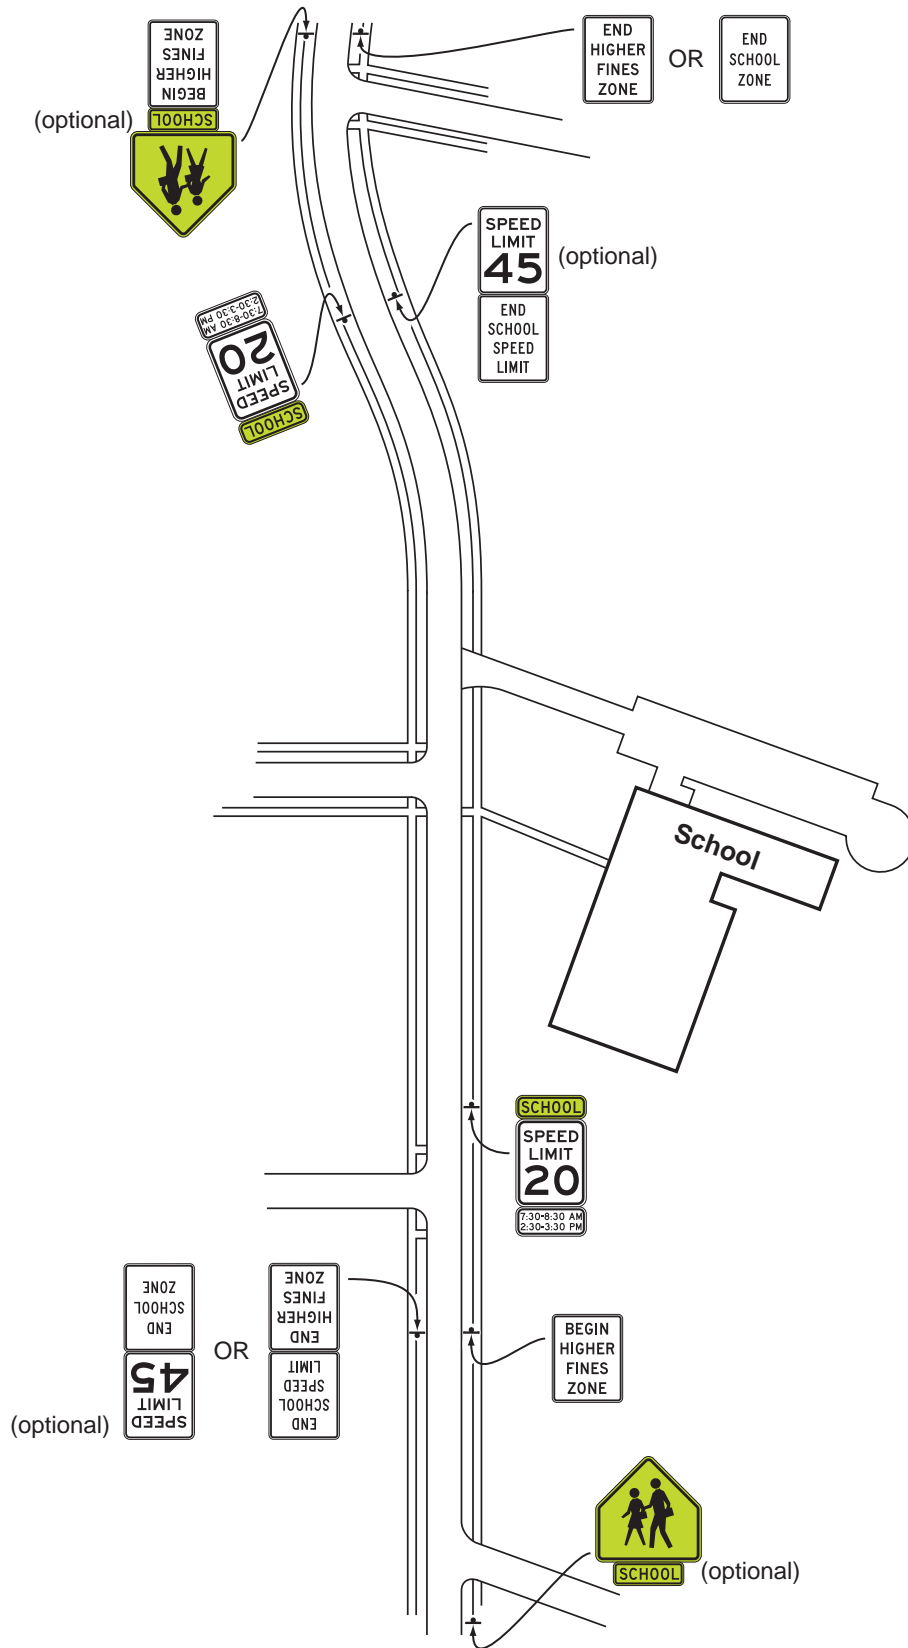 BEGIN
HIGHER
FINES
ZONE
SCHOOL
(optional)
END
HIGHER
FINES
ZONE
OR
END
SCHOOL
ZONE
SPEED
LIMIT
45
(optional)
END
SCHOOL
SPEED
LIMIT
SCHOOL
SPEED
LIMIT
20
7:30-8:30 AM
2:30-3:30 PM
School
SCHOOL
SPEED
LIMIT
20
7:30-8:30 AM
2:30-3:30 PM
SPEED
LIMIT
45
END
SCHOOL
ZONE
(optional)
OR
END
SCHOOL
SPEED
LIMIT
END
HIGHER
FINES
ZONE
BEGIN
HIGHER
FINES
ZONE
SCHOOL
(optional)